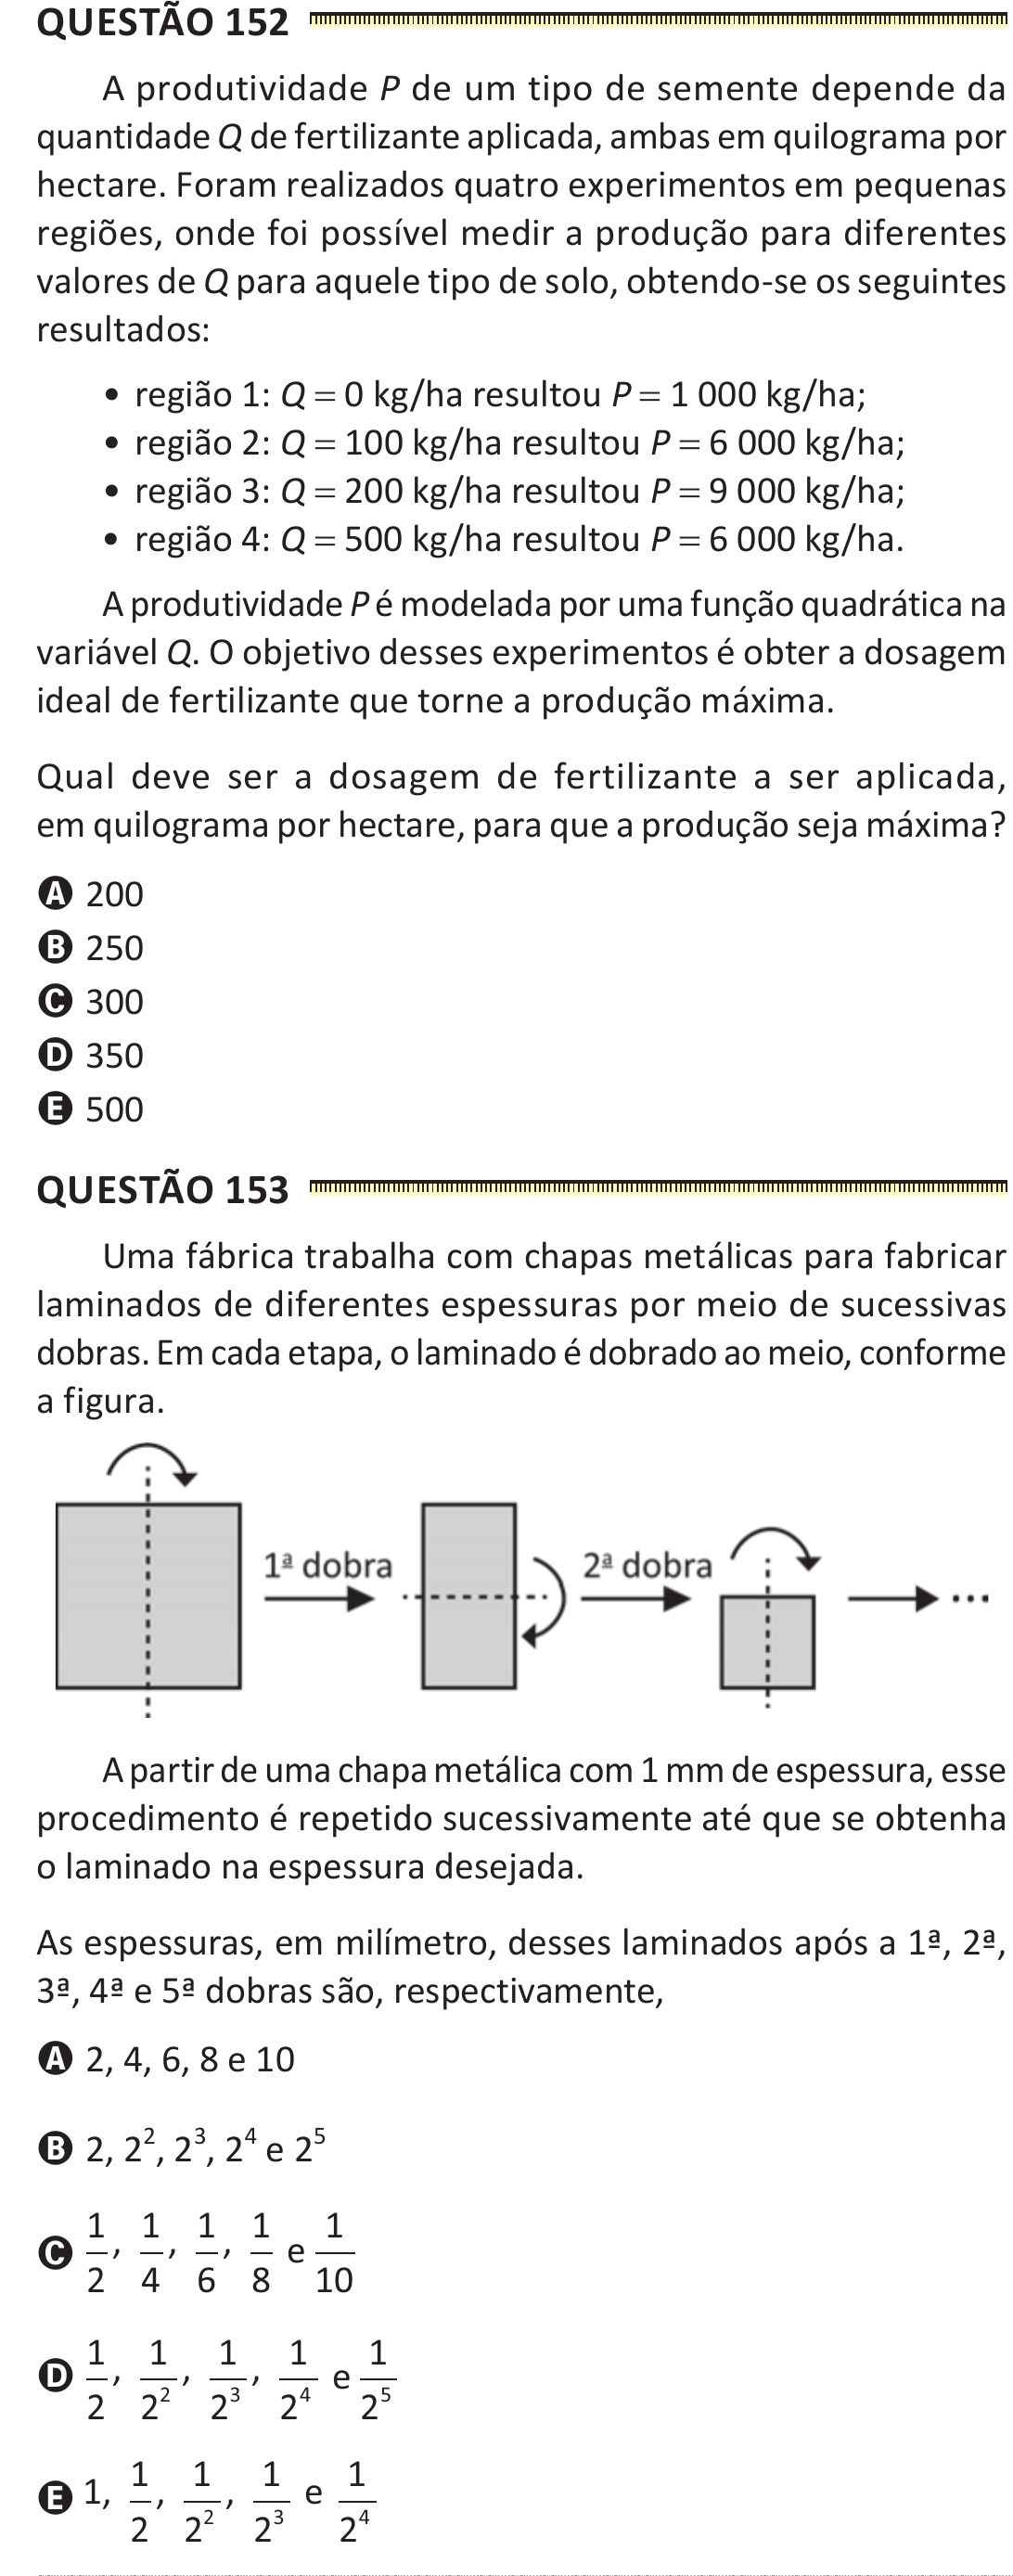 QUESTÃO 152
A produtividade P de um tipo de semente depende da
quantidade Q de fertilizante aplicada, ambas em quilograma por
hectare. Foram realizados quatro experimentos em pequenas
regiões, onde foi possível medir a produção para diferentes
valores de Q para aquele tipo de solo, obtendo-se os seguintes
resultados:
• região 1: Q = 0 kg/ha resultou P = 1 000 kg/ha;
• região 2: Q = 100 kg/ha resultou P = 6 000 kg/ha;
• região 3: Q = 200 kg/ha resultou P = 9 000 kg/ha;
• região 4: Q = 500 kg/ha resultou P = 6 000 kg/ha.
A produtividade P é modelada por uma função quadrática na
variável Q. O objetivo desses experimentos é obter a dosagem
ideal de fertilizante que torne a produção máxima.
Qual deve ser a dosagem de fertilizante a ser aplicada,
em quilograma por hectare, para que a produção seja máxima?
A 200
B 250
C 300
D 350
E 500
QUESTÃO 153
Uma fábrica trabalha com chapas metálicas para fabricar
laminados de diferentes espessuras por meio de sucessivas
dobras. Em cada etapa, o laminado é dobrado ao meio, conforme
a figura.
1ª dobra 2ª dobra ...
A partir de uma chapa metálica com 1 mm de espessura, esse
procedimento é repetido sucessivamente até que se obtenha
o laminado na espessura desejada.
As espessuras, em milímetro, desses laminados após a 1ª, 2ª,
3ª, 4ª e 5ª dobras são, respectivamente,
A 2, 4, 6, 8 e 10
B 2, 2², 2³, 2⁴ e 2⁵
C 1/2, 1/4, 1/6, 1/8 e 1/10
D 1/2, 1/2², 1/2³, 1/2⁴ e 1/2⁵
E 1, 1/2, 1/2², 1/2³ e 1/2⁴